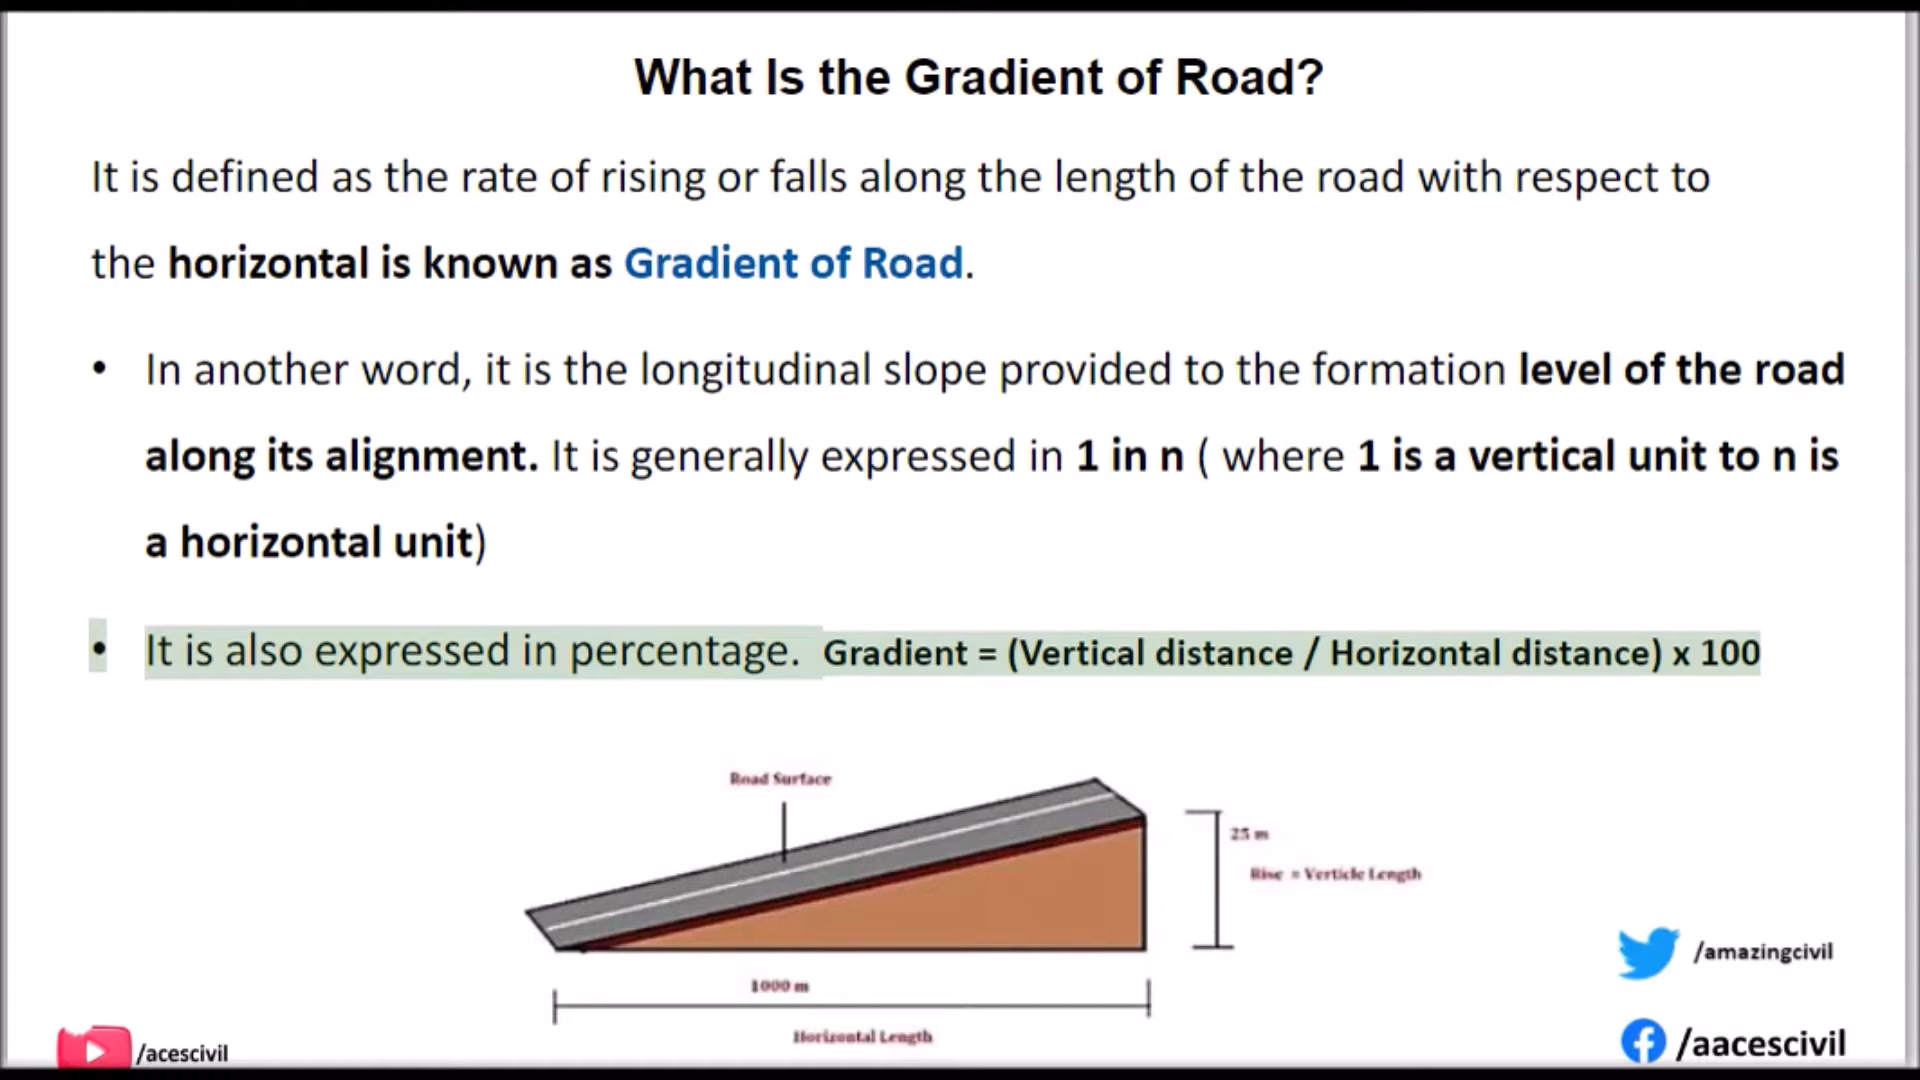 What Is the Gradient of Road?
It is defined as the rate of rising or falls along the length of the road with respect to
the horizontal is known as Gradient of Road.
• In another word, it is the longitudinal slope provided to the formation level of the road
along its alignment. It is generally expressed in 1 in n ( where 1 is a vertical unit to n is
a horizontal unit)
• It is also expressed in percentage. Gradient = (Vertical distance / Horizontal distance) x 100
Road Surface
25 m
Rise = Verticle Length
1000 m
Horizontal Length
/amazingcivil
/acescivil
/aacescivil